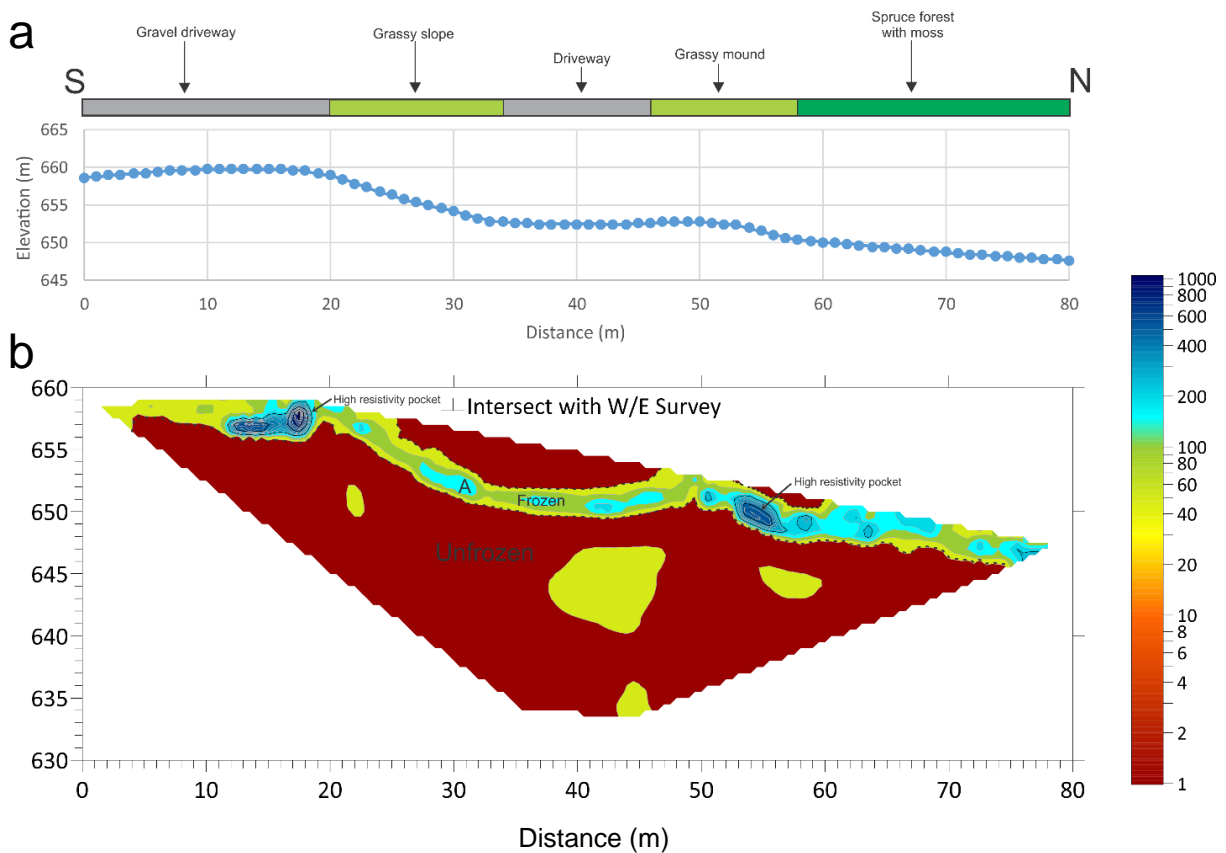 a
Gravel driveway
Grassy slope
Driveway
Grassy mound
Spruce forest
with moss
S
N
665
660
655
650
645
Elevation (m)
0 10 20 30 40 50 60 70 80
Distance (m)
b
660
655
650
645
640
635
630
High resistivity pocket
Intersect with W/E Survey
A
Frozen
High resistivity pocket
Unfrozen
0 10 20 30 40 50 60 70 80
Distance (m)
1000
800
600
400
200
100
80
60
40
20
10
8
6
4
2
1